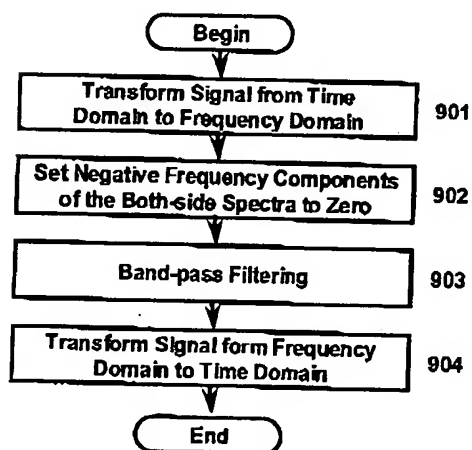 Begin
Transform Signal from Time
Domain to Frequency Domain
901
Set Negative Frequency Components
of the Both-side Spectra to Zero
902
Band-pass Filtering
903
Transform Signal form Frequency
Domain to Time Domain
904
End